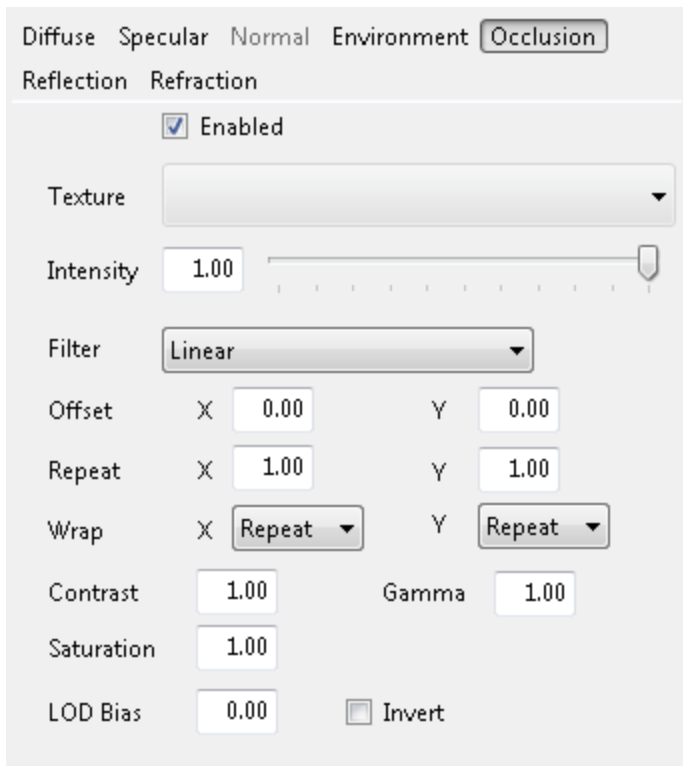 Diffuse Specular Normal Environment Occlusion
Reflection Refraction
Enabled
Texture
Intensity 1.00
Filter Linear
Offset X 0.00 Y 0.00
Repeat X 1.00 Y 1.00
Wrap X Repeat Y Repeat
Contrast 1.00 Gamma 1.00
Saturation 1.00
LOD Bias 0.00 Invert